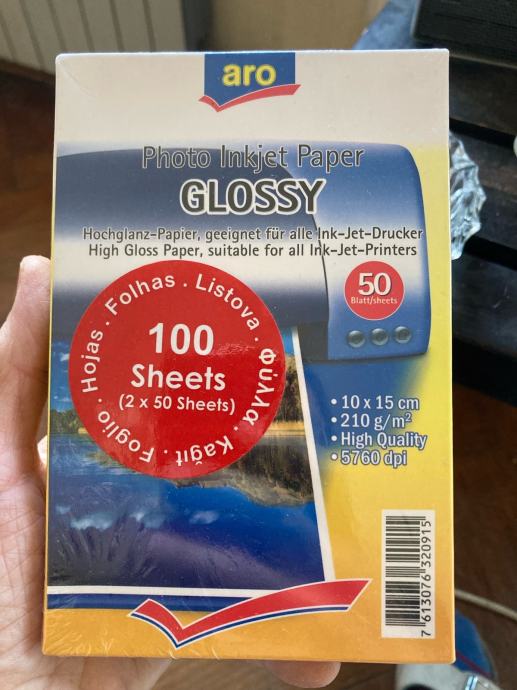 aro
Photo Inkjet Paper
GLOSSY
Hochglanz-Papier, geeignet für alle Ink-Jet-Drucker
High Gloss Paper, suitable for all Ink-Jet-Printers
50
Blatt/sheets
Hojas . Folhas . Listova . Φύλλα . Kağıt . Foglio .
100
Sheets
(2 x 50 Sheets)
• 10 x 15 cm
• 210 g/m²
• High Quality
• 5760 dpi
7 613076 320915